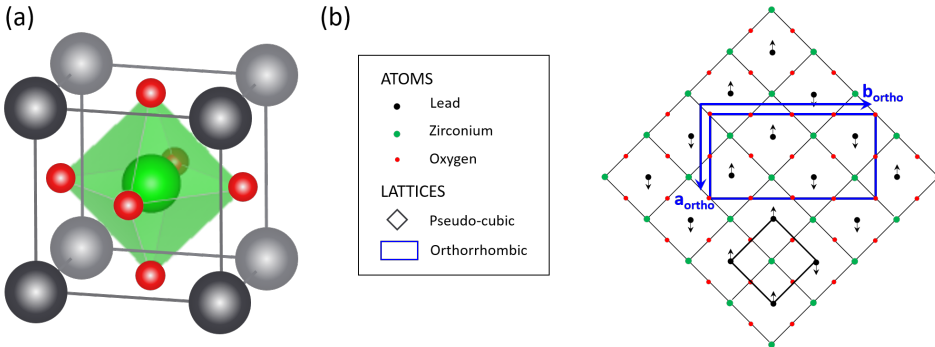 (a)
(b)
ATOMS
Lead
Zirconium
Oxygen
LATTICES
Pseudo-cubic
Orthorrhombic
bortho
aortho